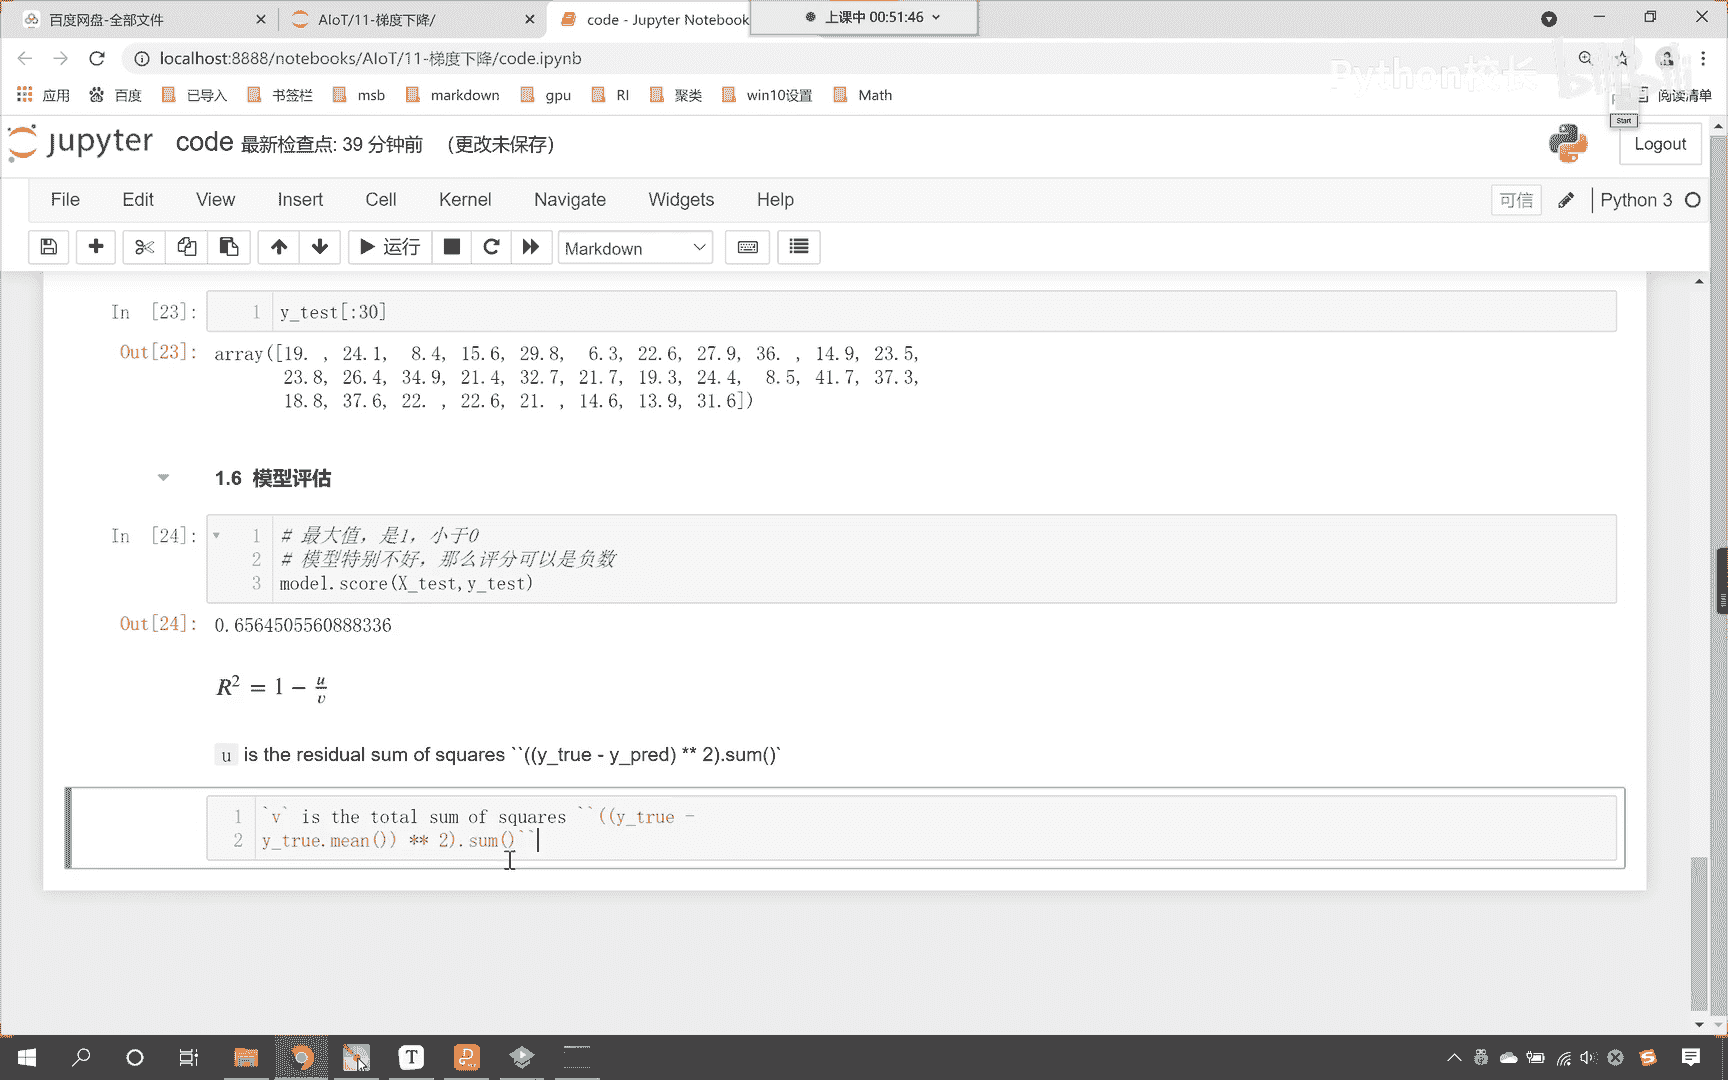 百度网盘-全部文件
AIoT/11-梯度下降/
code - Jupyter Notebook
上课中 00:51:46
localhost:8888/notebooks/AIoT/11-梯度下降/code.ipynb
Python校长
应用 百度 已导入 书签栏 msb markdown gpu RI 聚类 win10设置 Math 阅读清单
Start
jupyter code 最新检查点: 39 分钟前 (更改未保存)
Logout
File Edit View Insert Cell Kernel Navigate Widgets Help
可信 Python 3
运行 Markdown
In [23]: 1 y_test[:30]
Out[23]: array([19. , 24.1, 8.4, 15.6, 29.8, 6.3, 22.6, 27.9, 36. , 14.9, 23.5,
23.8, 26.4, 34.9, 21.4, 32.7, 21.7, 19.3, 24.4, 8.5, 41.7, 37.3,
18.8, 37.6, 22. , 22.6, 21. , 14.6, 13.9, 31.6])
1.6 模型评估
In [24]: 1 # 最大值，是1，小于0
2 # 模型特别不好，那么评分可以是负数
3 model.score(X_test,y_test)
Out[24]: 0.6564505560888336
R² = 1 − u/v
u is the residual sum of squares ``((y_true - y_pred) ** 2).sum()`
1 `v` is the total sum of squares ``((y_true -
2 y_true.mean()) ** 2).sum()``